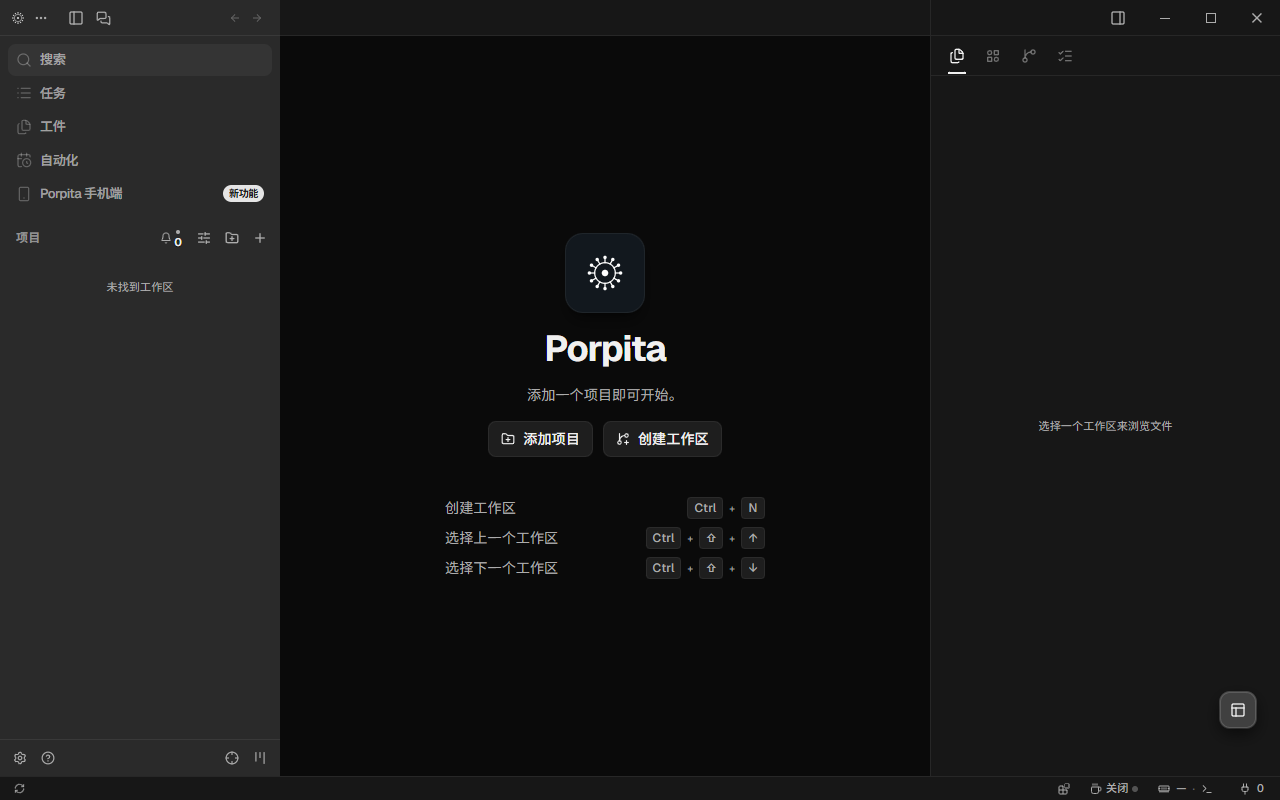 搜索
任务
工件
自动化
Porpita 手机端 新功能
项目 0
未找到工作区
Porpita
添加一个项目即可开始。
添加项目 创建工作区
创建工作区 Ctrl + N
选择上一个工作区 Ctrl + ⇧ + ↑
选择下一个工作区 Ctrl + ⇧ + ↓
选择一个工作区来浏览文件
关闭 — · 0